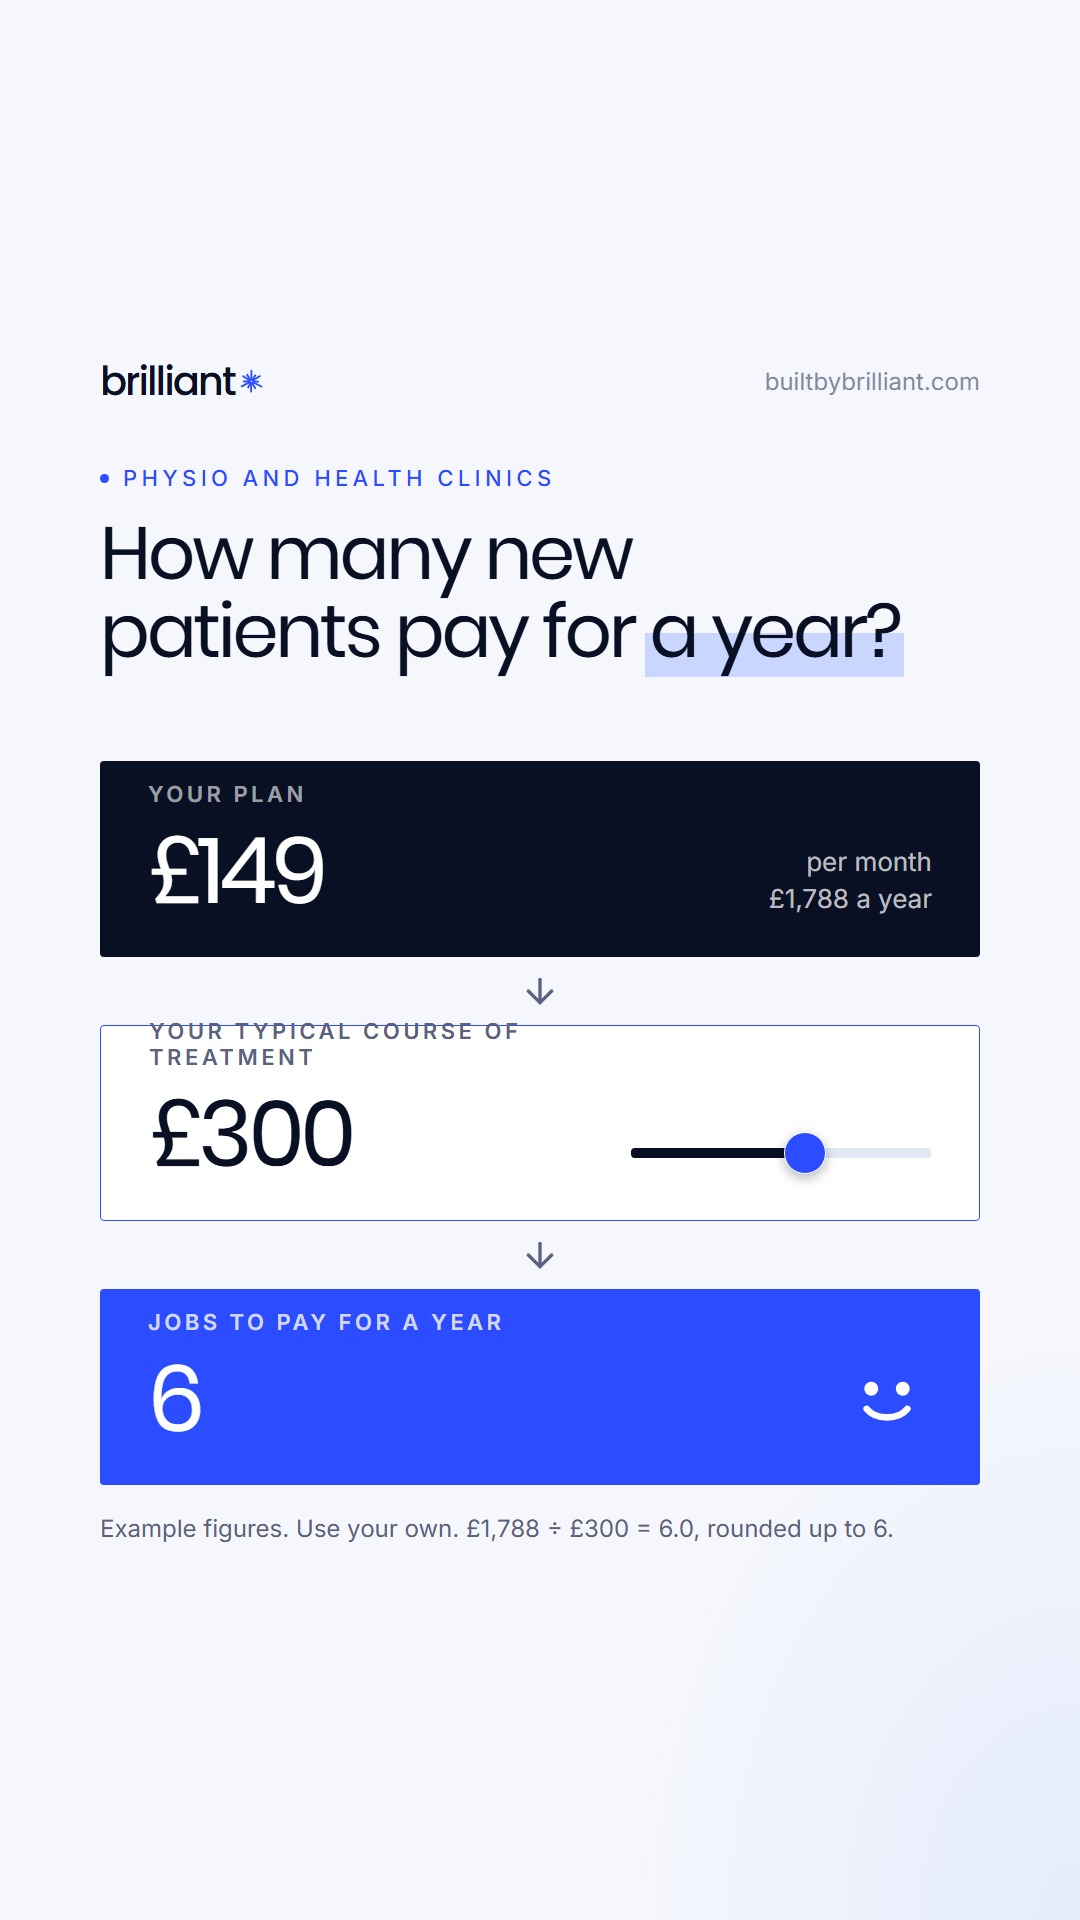 brilliant
builtbybrilliant.com
PHYSIO AND HEALTH CLINICS
How many new
patients pay for a year?
YOUR PLAN
£149
per month
£1,788 a year
YOUR TYPICAL COURSE OF
TREATMENT
£300
JOBS TO PAY FOR A YEAR
6
Example figures. Use your own. £1,788 ÷ £300 = 6.0, rounded up to 6.